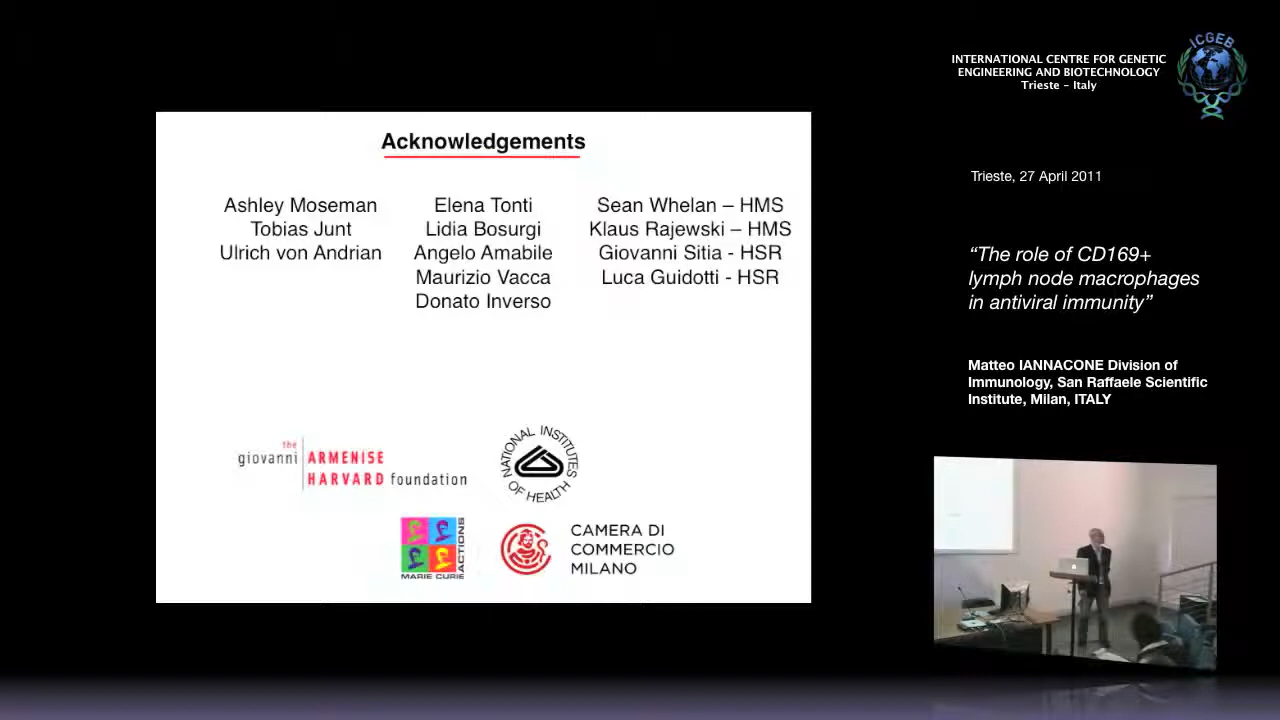 INTERNATIONAL CENTRE FOR GENETIC
ENGINEERING AND BIOTECHNOLOGY
Trieste – Italy
ICGEB
Trieste, 27 April 2011
“The role of CD169+
lymph node macrophages
in antiviral immunity”
Matteo IANNACONE Division of
Immunology, San Raffaele Scientific
Institute, Milan, ITALY
Acknowledgements
Ashley Moseman
Tobias Junt
Ulrich von Andrian
Elena Tonti
Lidia Bosurgi
Angelo Amabile
Maurizio Vacca
Donato Inverso
Sean Whelan – HMS
Klaus Rajewski – HMS
Giovanni Sitia - HSR
Luca Guidotti - HSR
the
giovanni ARMENISE
HARVARD foundation
NATIONAL INSTITUTES
OF HEALTH
MARIE CURIE
ACTIONS
CAMERA DI
COMMERCIO
MILANO